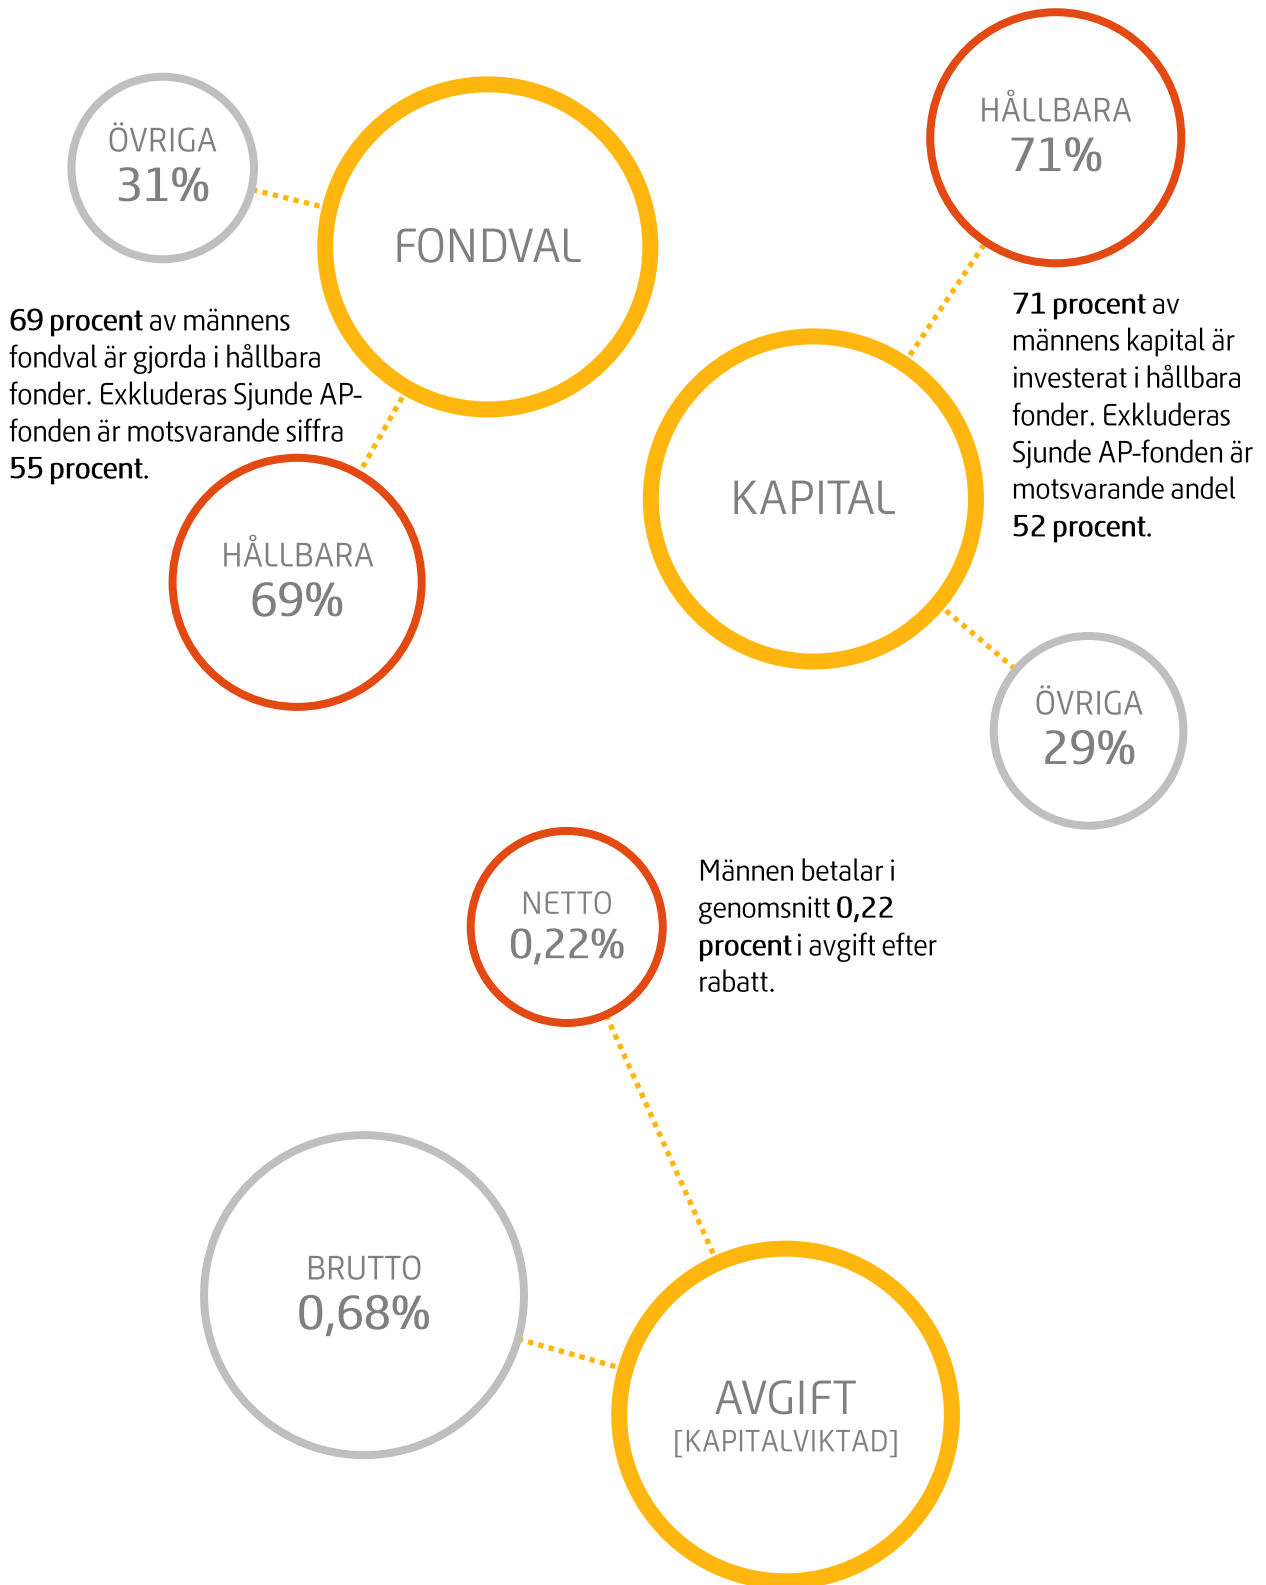 ÖVRIGA
31%
FONDVAL
69 procent av männens
fondval är gjorda i hållbara
fonder. Exkluderas Sjunde AP-
fonden är motsvarande siffra
55 procent.
HÅLLBARA
69%
HÅLLBARA
71%
71 procent av
männens kapital är
investerat i hållbara
fonder. Exkluderas
Sjunde AP-fonden är
motsvarande andel
52 procent.
KAPITAL
ÖVRIGA
29%
NETTO
0,22%
Männen betalar i
genomsnitt 0,22
procent i avgift efter
rabatt.
BRUTTO
0,68%
AVGIFT
[KAPITALVIKTAD]